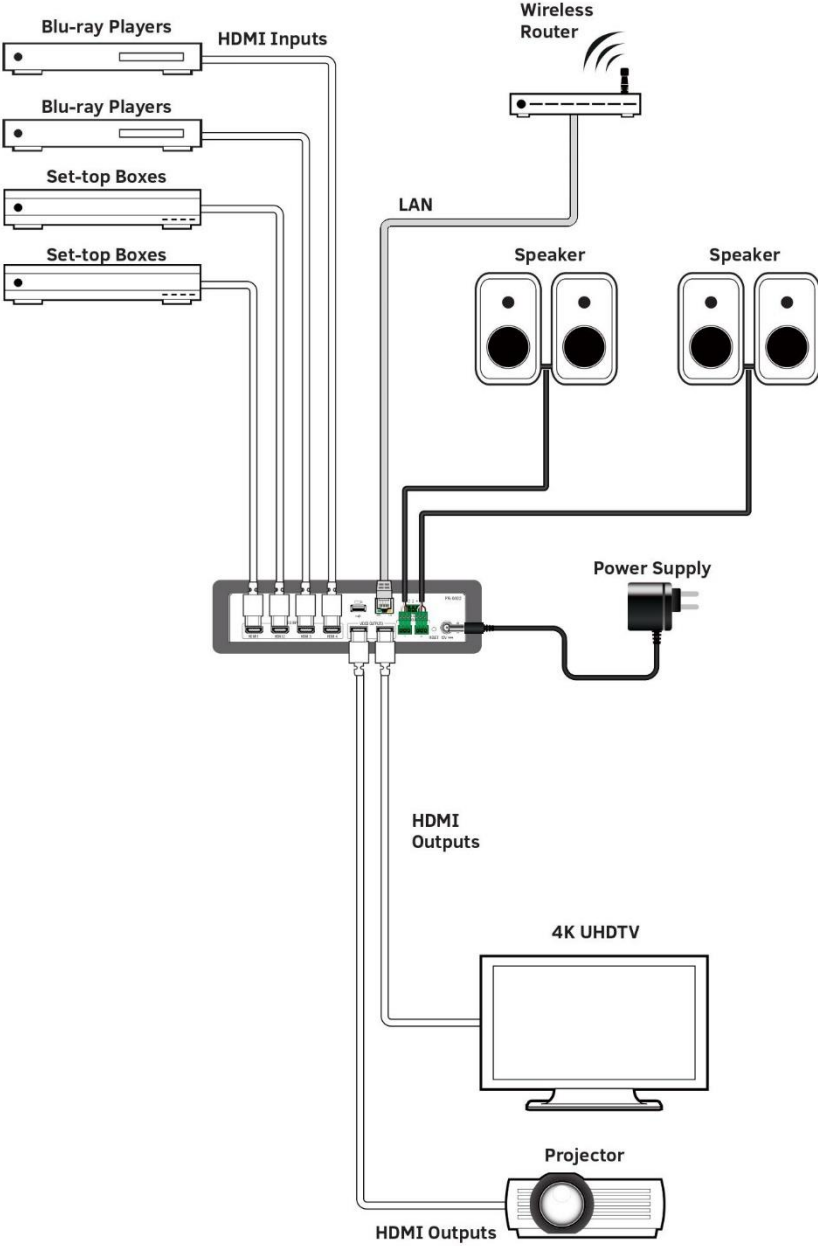 Blu-ray Players
HDMI Inputs
Blu-ray Players
Set-top Boxes
Set-top Boxes
Wireless
Router
LAN
Speaker
Speaker
Power Supply
HDMI
Outputs
4K UHDTV
Projector
HDMI Outputs